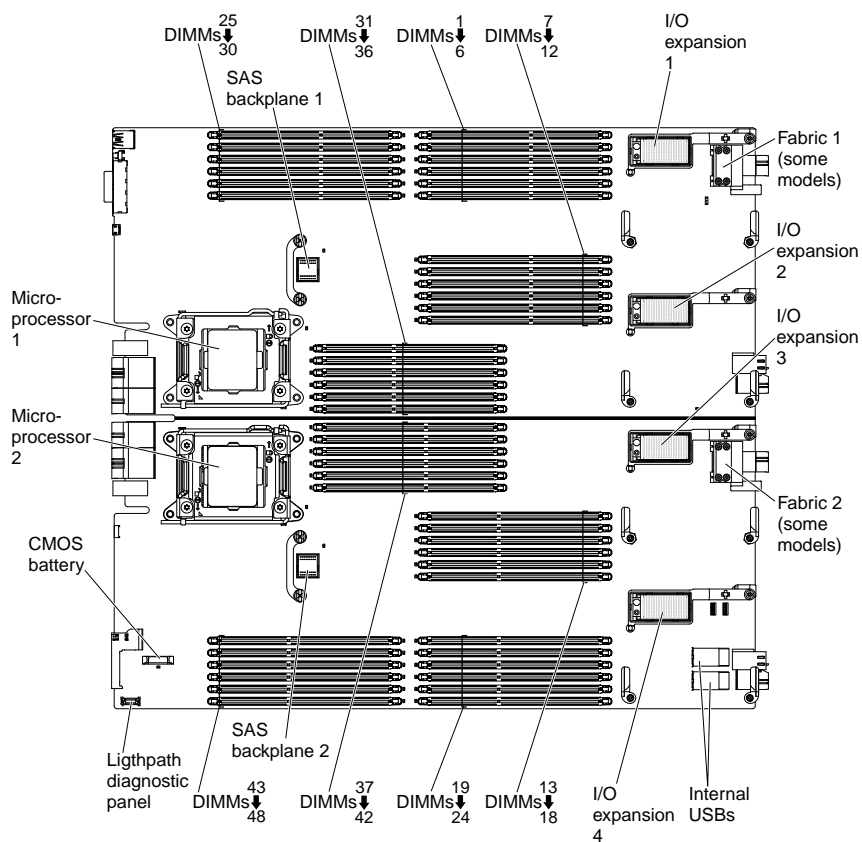 25
DIMMs
30
31
DIMMs
36
1
DIMMs
6
7
DIMMs
12
I/O
expansion
1
SAS
backplane 1
Fabric 1
(some
models)
I/O
expansion
2
Micro-
processor
1
I/O
expansion
3
Micro-
processor
2
Fabric 2
(some
models)
CMOS
battery
SAS
backplane 2
Ligthpath
diagnostic
panel
43
DIMMs
48
37
DIMMs
42
19
DIMMs
24
13
DIMMs
18
I/O
expansion
4
Internal
USBs